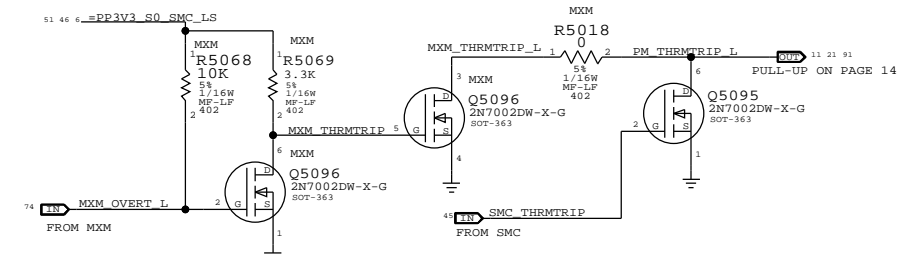 51 46 6 =PP3V3_S0_SMC_LS
MXM
1
R5068
10K
5%
1/16W
MF-LF
402
2
MXM
1
R5069
3.3K
5%
1/16W
MF-LF
402
2
MXM_THRMTRIP 5
6 MXM
D
Q5096
2N7002DW-X-G
SOT-363
2 G S
1
74 IN MXM_OVERT_L
FROM MXM
MXM
R5018
0
MXM_THRMTRIP_L 1 2
5%
1/16W
MF-LF
402
PM_THRMTRIP_L
OUT 11 21 91
PULL-UP ON PAGE 14
3 MXM
D
Q5096
2N7002DW-X-G
SOT-363
G S
4
6
D
Q5095
2N7002DW-X-G
SOT-363
2 G S
1
45 IN SMC_THRMTRIP
FROM SMC